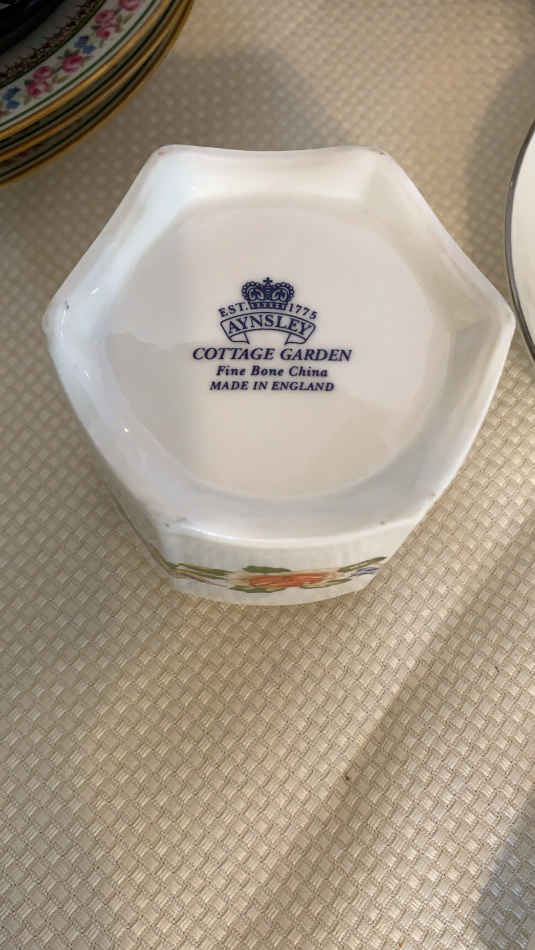 EST. 1775
AYNSLEY
COTTAGE GARDEN
Fine Bone China
MADE IN ENGLAND